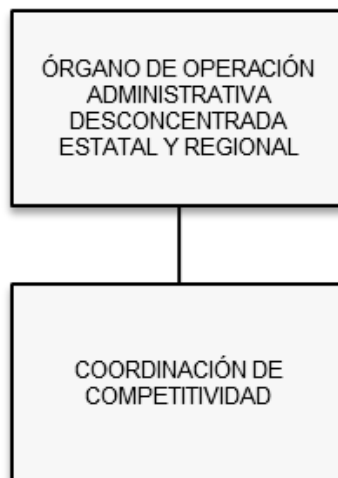 ÓRGANO DE OPERACIÓN
ADMINISTRATIVA
DESCONCENTRADA
ESTATAL Y REGIONAL
COORDINACIÓN DE
COMPETITIVIDAD